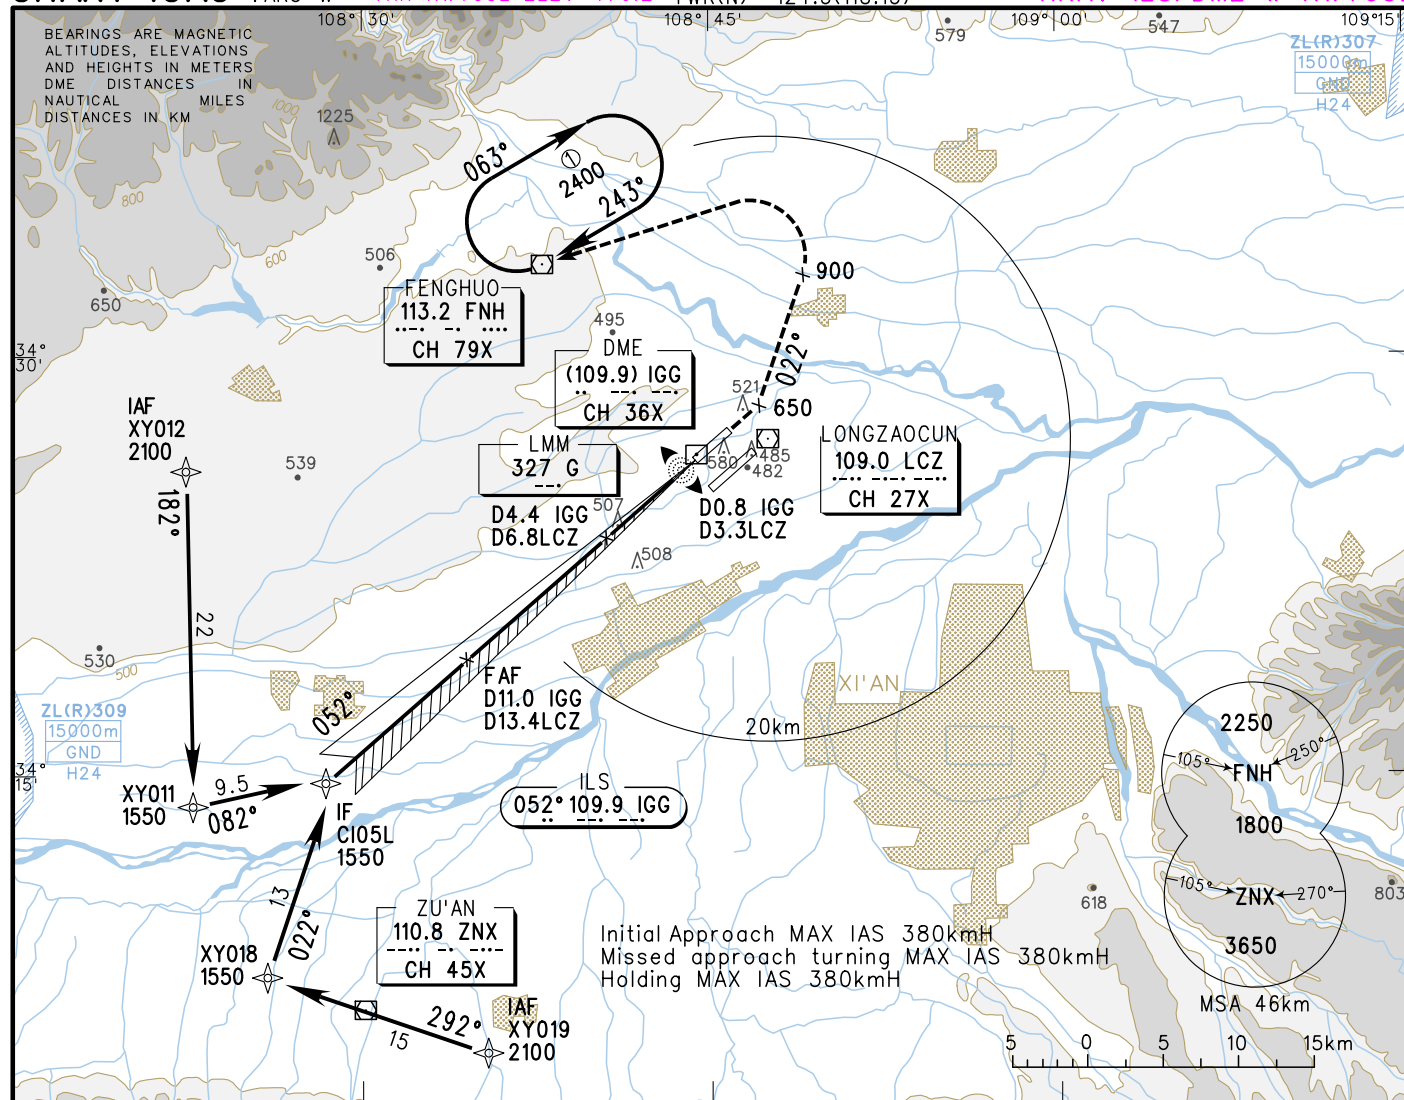 108° 30'
108° 45'
109° 00'
109° 15'
BEARINGS ARE MAGNETIC
ALTITUDES, ELEVATIONS
AND HEIGHTS IN METERS
DME DISTANCES IN
NAUTICAL MILES
DISTANCES IN KM
579
547
ZL(R)307
15000m
GND
H24
1000
1225
800
600
063°
①
2400
243°
506
650
FENGHUO
113.2 FNH
CH 79X
900
495
DME
(109.9) IGG
CH 36X
022°
521
650
34°
30'
IAF
XY012
2100
539
LMM
327 G
580
485
482
LONGZAOCUN
109.0 LCZ
CH 27X
182°
507
D4.4 IGG
D6.8LCZ
D0.8 IGG
D3.3LCZ
508
22
530
500
FAF
D11.0 IGG
D13.4LCZ
XI'AN
052°
ZL(R)309
15000m
GND
H24
20km
2250
105°
250°
FNH
1800
34°
15'
XY011
1550
9.5
082°
IF
CI05L
1550
ILS
052° 109.9 IGG
105°
ZNX
270°
3650
MSA 46km
618
803
13
022°
ZU'AN
110.8 ZNX
CH 45X
XY018
1550
Initial Approach MAX IAS 380kmH
Missed approach turning MAX IAS 380kmH
Holding MAX IAS 380kmH
292°
15
IAF
XY019
2100
5 0 5 10 15km